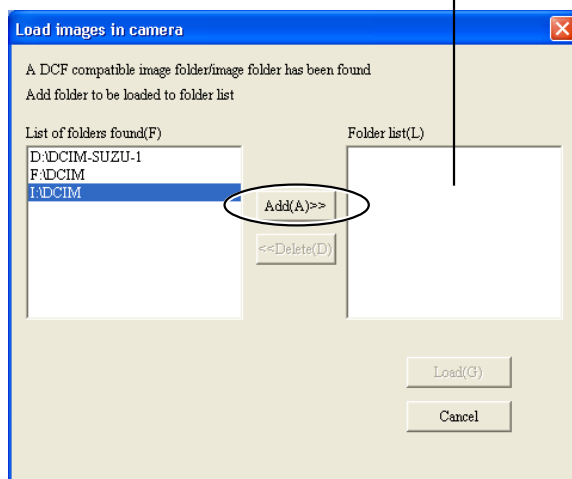 Load images in camera
A DCF compatible image folder/image folder has been found
Add folder to be loaded to folder list
List of folders found(F)
Folder list(L)
D:\DCIM-SUZU-1
F:\DCIM
I:\DCIM
Add(A)>>
<<Delete(D)
Load(G)
Cancel